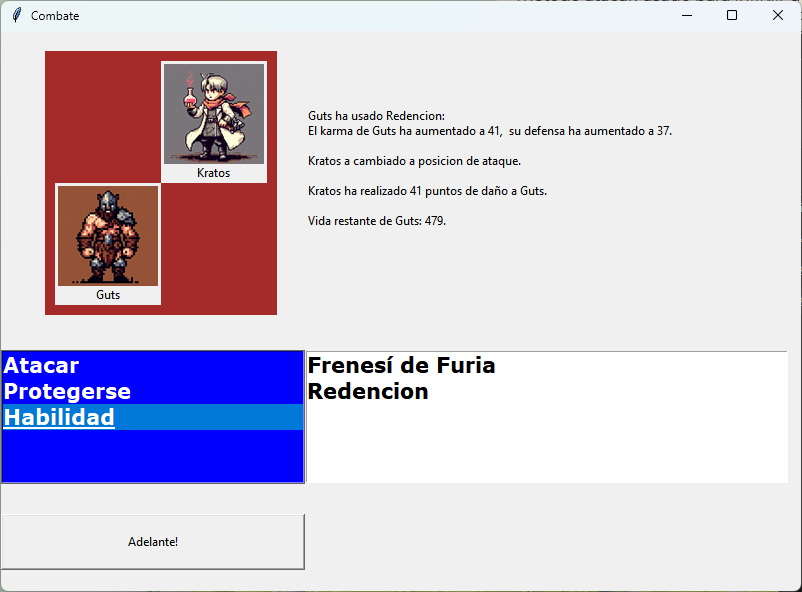 Combate
Kratos
Guts
Guts ha usado Redencion:
El karma de Guts ha aumentado a 41,  su defensa ha aumentado a 37.
Kratos a cambiado a posicion de ataque.
Kratos ha realizado 41 puntos de daño a Guts.
Vida restante de Guts: 479.
Atacar
Protegerse
Habilidad
Frenesí de Furia
Redencion
Adelante!